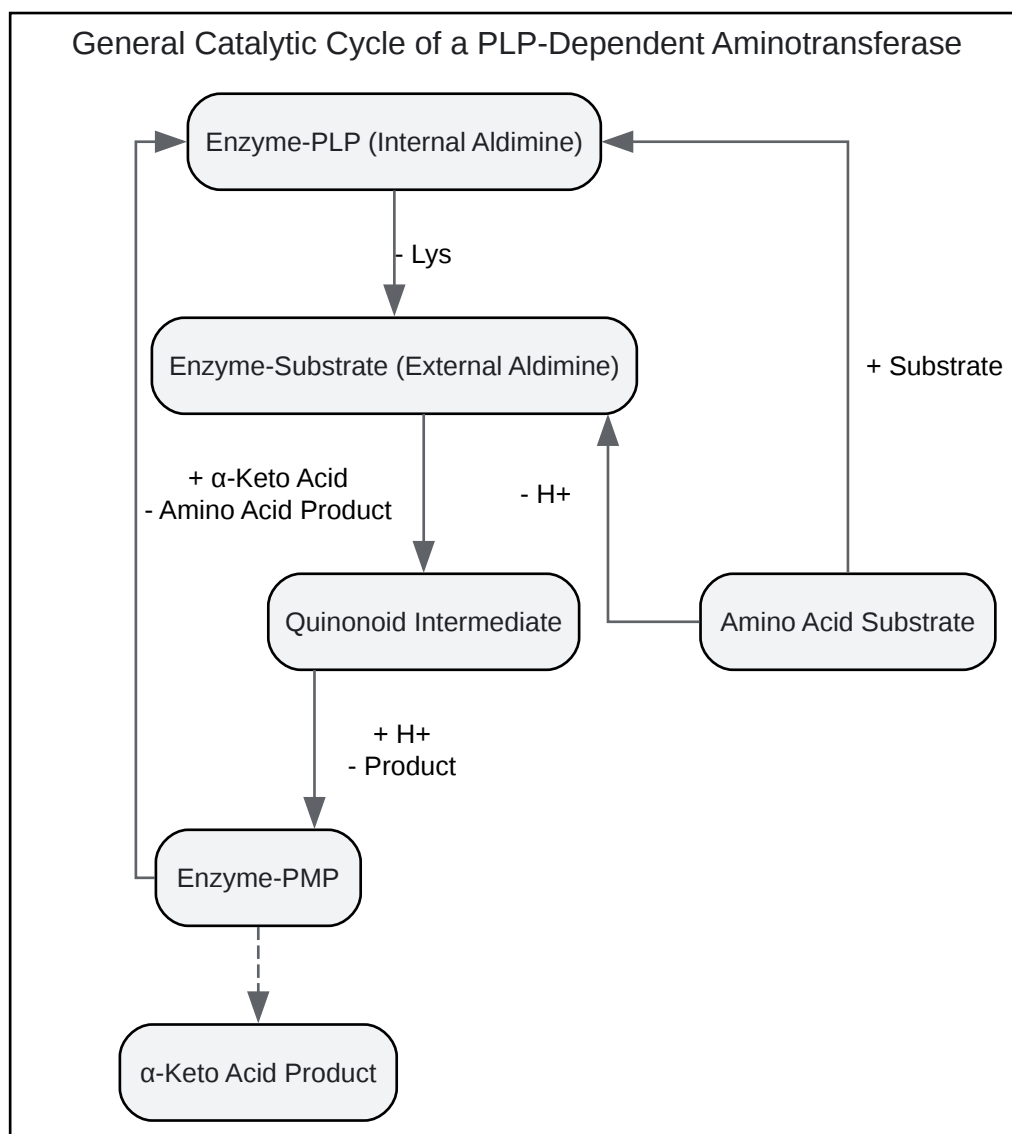 General Catalytic Cycle of a PLP-Dependent Aminotransferase
Enzyme-PLP (Internal Aldimine)
- Lys
Enzyme-Substrate (External Aldimine)
+ Substrate
+ α-Keto Acid
- Amino Acid Product
- H+
Quinonoid Intermediate
Amino Acid Substrate
+ H+
- Product
Enzyme-PMP
α-Keto Acid Product